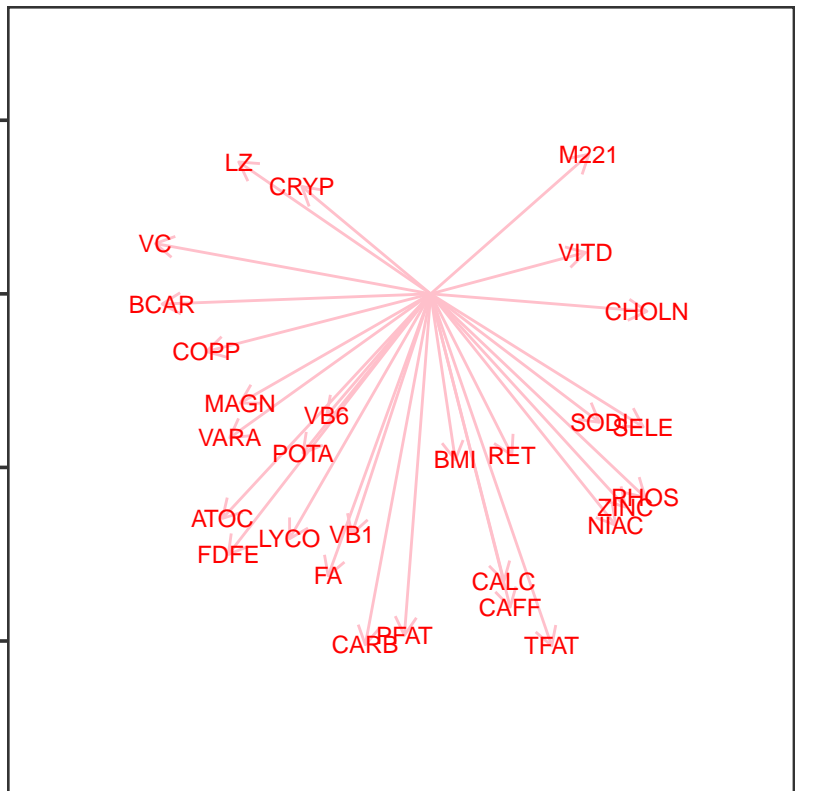 M221
LZ
CRYP
VC
VITD
BCAR
CHOLN
COPP
MAGN
VB6
SODI
SELE
VARA
POTA
BMI
RET
PHOS
ZINC
ATOC
NIAC
LYCO
VB1
FDFE
FA
CALC
CAFF
CARB
PFAT
TFAT